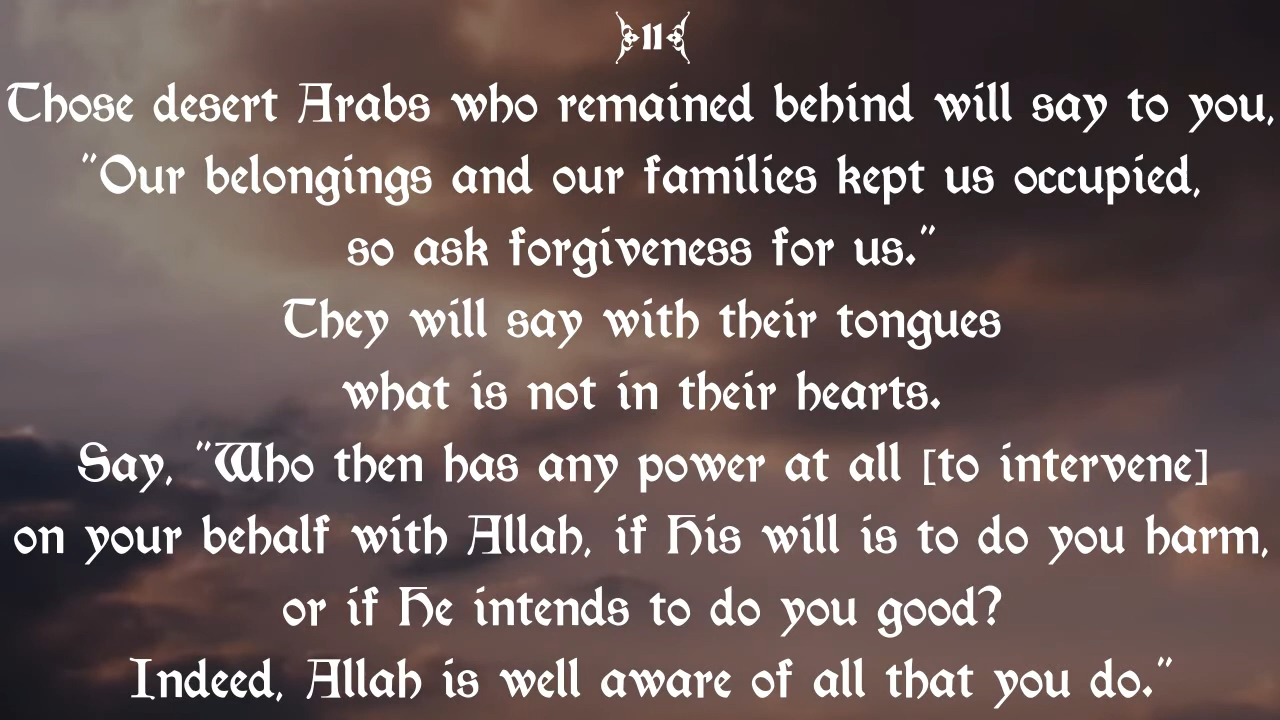 11
Those desert Arabs who remained behind will say to you,
"Our belongings and our families kept us occupied,
so ask forgiveness for us."
They will say with their tongues
what is not in their hearts.
Say, "Who then has any power at all [to intervene]
on your behalf with Allah, if His will is to do you harm,
or if He intends to do you good?
Indeed, Allah is well aware of all that you do."